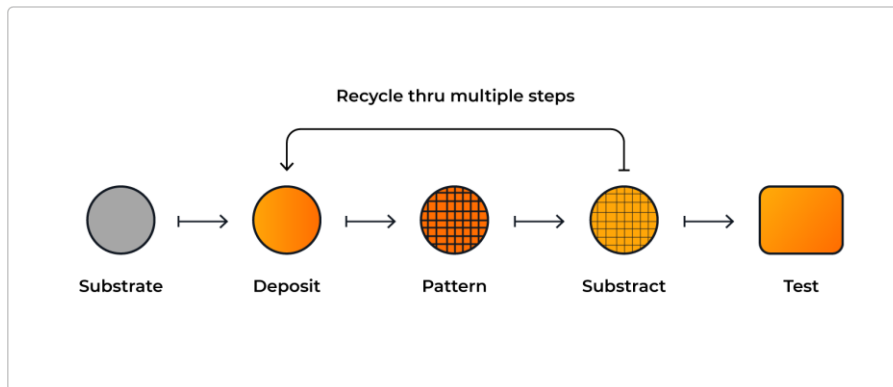 Recycle thru multiple steps
Substrate
Deposit
Pattern
Substract
Test